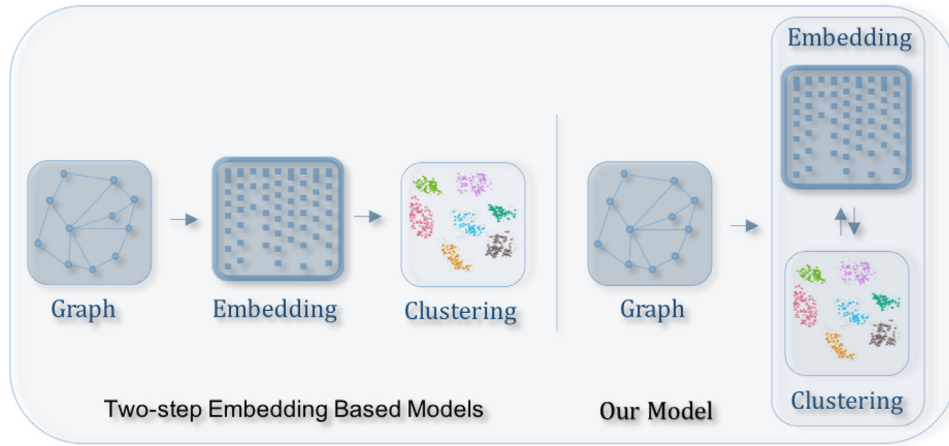 Graph
Embedding
Clustering
Two-step Embedding Based Models
Graph
Embedding
Clustering
Our Model